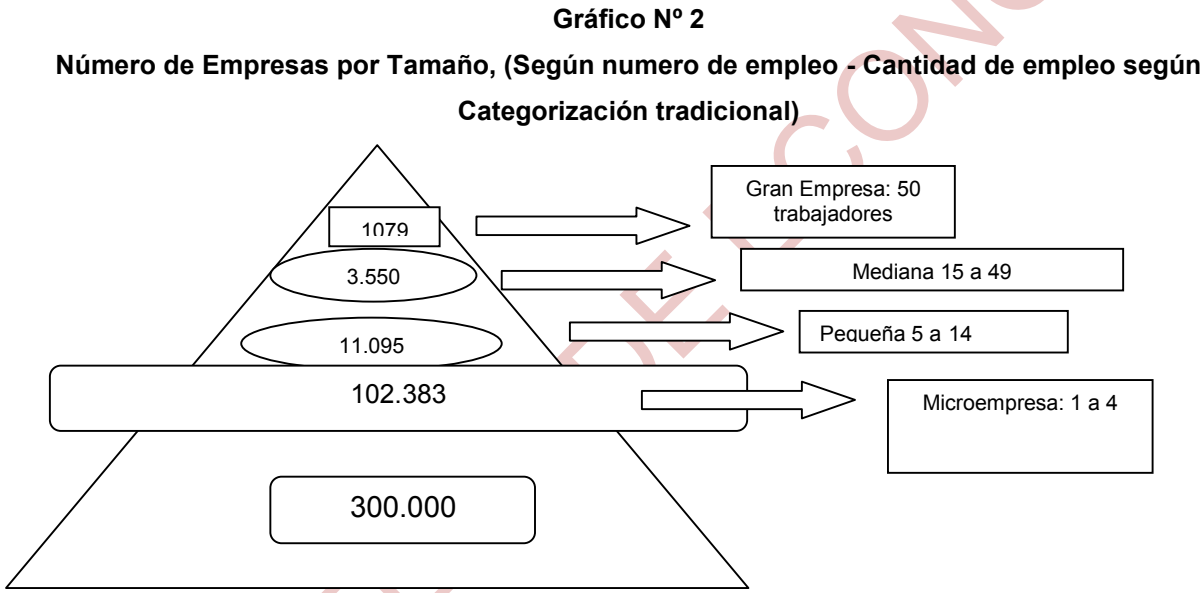 Gráfico Nº 2
Número de Empresas por Tamaño, (Según numero de empleo - Cantidad de empleo según
Categorización tradicional)
1079
Gran Empresa: 50
trabajadores
3.550
Mediana 15 a 49
11.095
Pequeña 5 a 14
102.383
Microempresa: 1 a 4
300.000
DE CONO